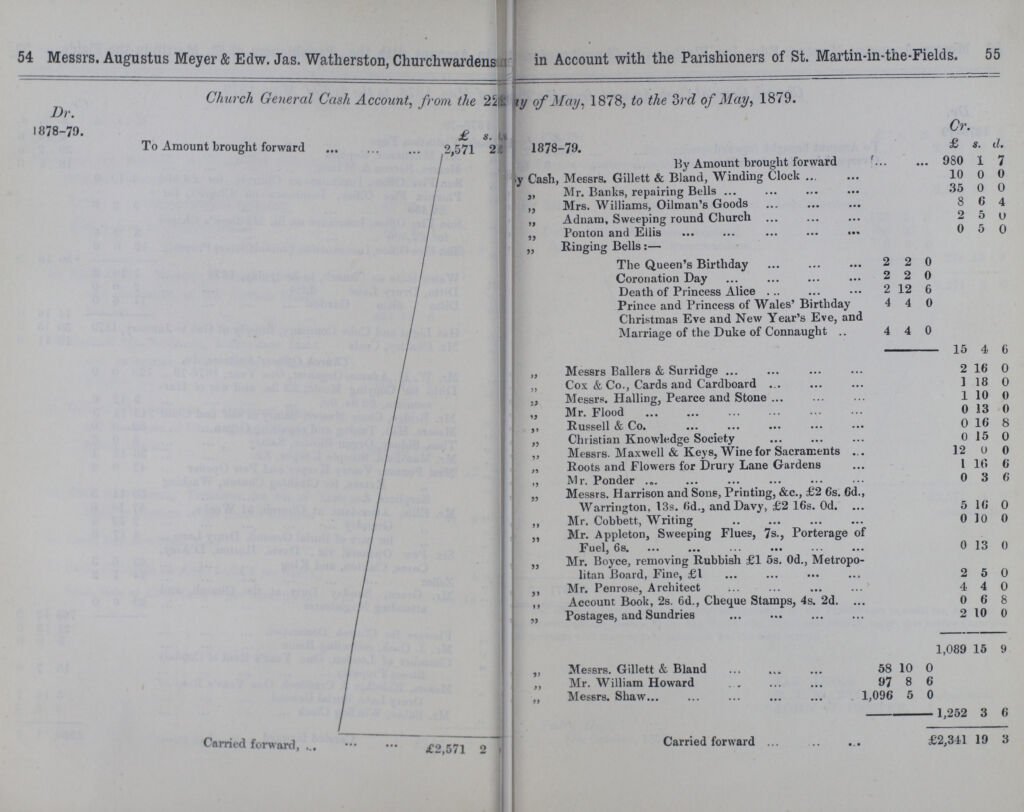 54 Messrs. Augustus Meyer & Edw. Jas. Watherston, Churchwardens
Church General Cash Account, from the 22
Dr.
1878-79. £ s.
To Amount brought forward ... ... ... 2,571 2
Carried forward, ... ... ... £2,571 2
in Account with the Parishioners of St. Martin-in-the-Fields. 55
of May, 1878, to the 3rd of May, 1879.
Cr.
1878-79. £ s. d.
By Amount brought forward ... ... 980 1 7
Cash, Messrs. Gillett & Bland, Winding Clock ... ... 10 0 0
„ Mr. Banks, repairing Bells ... ... ... ... 35 0 0
„ Mrs. Williams, Oilman's Goods ... ... ... 8 6 4
„ Adnam, Sweeping round Church ... ... ... 2 5 0
„ Ponton and Ellis ... ... ... ... 0 5 0
„ Ringing Bells:—
The Queen's Birthday ... ... ... 2 2 0
Coronation Day ... ... ... ... 2 2 0
Death of Princess Alice ... ... ... 2 12 6
Prince and Princess of Wales' Birthday 4 4 0
Christmas Eve and New Year's Eve, and
Marriage of the Duke of Connaught .. 4 4 0
15 4 6
„ Messrs Ballers & Surridge ... ... ... ... 2 16 0
„ Cox & Co., Cards and Cardboard ... ... ... 1 18 0
„ Messrs. Halling, Pearce and Stone ... ... ... 1 10 0
„ Mr. Flood ... ... ... ... ... ... 0 13 0
„ Russell & Co. ... ... ... ... ... 0 16 8
„ Christian Knowledge Society ... ... ... 0 15 0
„ Messrs. Maxwell & Keys, Wine for Sacraments ... 12 0 0
„ Roots and Flowers for Drury Lane Gardens ... 1 16 6
„ Mr. Ponder ... ... ... ... ... ... 0 3 6
„ Messrs. Harrison and Sons, Printing, &c., £2 6s. 6d.,
Warrington, 13s. 6d., and Davy, £2 16s. 0d. ... 5 16 0
„ Mr. Cobbett, Writing .. ... ... ... 0 10 0
„ Mr. Appleton, Sweeping Flues, 7s., Porterage of
Fuel, 6s. ... ... ... ... ... ... 0 13 0
„ Mr. Boyce, removing Rubbish £1 5s. 0d., Metropo-
litan Board, Fine, £1 ... ... ... ... 2 5 0
„ Mr. Penrose, Architect ... ... ... ... 4 4 0
„ Account Book, 2s. 6d., Cheque Stamps, 4s. 2d. ... 0 6 8
„ Postages, and Sundries ... ... ... ... 2 10 0
1,089 15 9
„ Messrs. Gillett & Bland ... ... ... 58 10 0
„ Mr. William Howard ... ... ... 97 8 6
„ Messrs. Shaw... ... ... ... ... 1,096 5 0
1,252 3 6
Carried forward ... .. ... £2,341 19 3